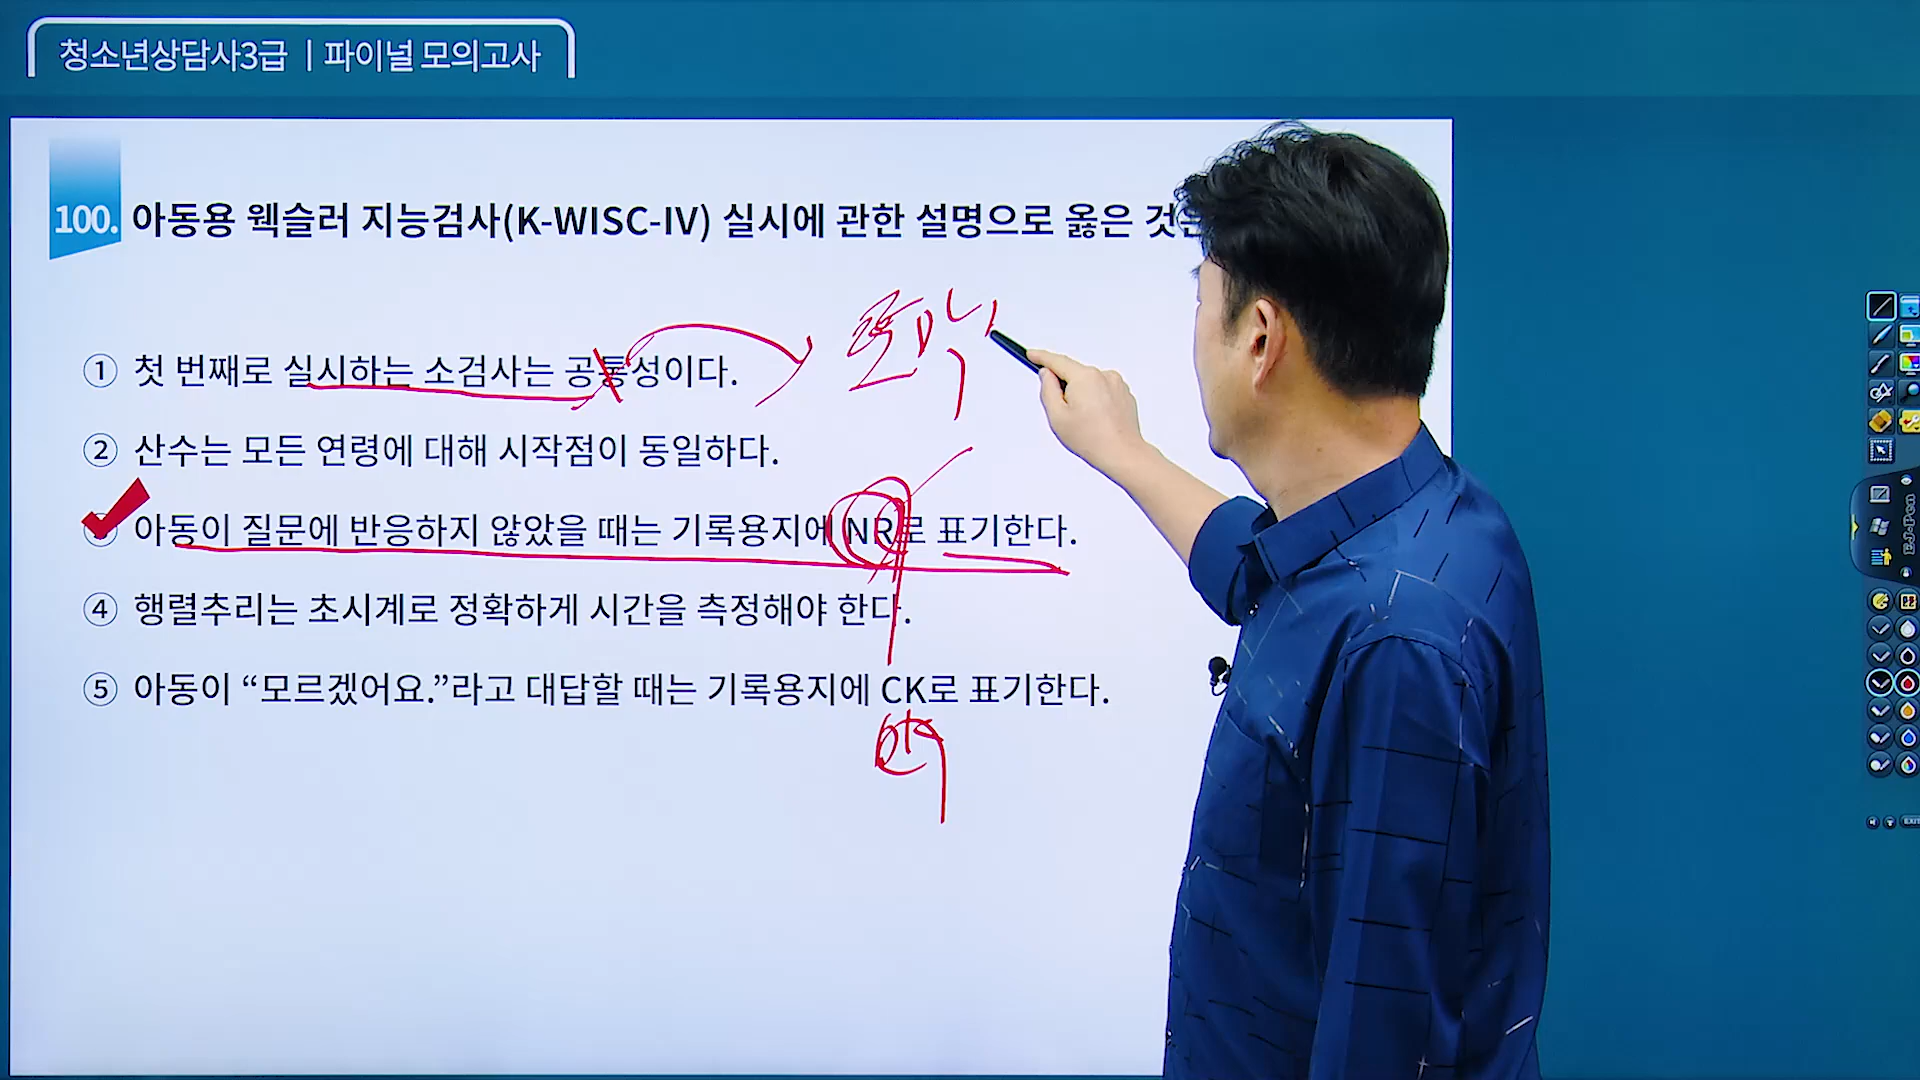 청소년상담사3급 | 파이널 모의고사
100. 아동용 웩슬러 지능검사(K-WISC-IV) 실시에 관한 설명으로 옳은 것은
① 첫 번째로 실시하는 소검사는 공통성이다.
② 산수는 모든 연령에 대해 시작점이 동일하다.
③ 아동이 질문에 반응하지 않았을 때는 기록용지에 NR로 표기한다.
④ 행렬추리는 초시계로 정확하게 시간을 측정해야 한다.
⑤ 아동이 “모르겠어요.”라고 대답할 때는 기록용지에 CK로 표기한다.
EXIT